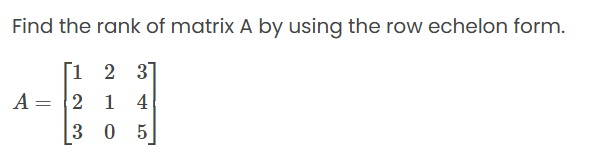 Find the rank of matrix A by using the row echelon form.
A = [1 2 3
2 1 4
3 0 5]